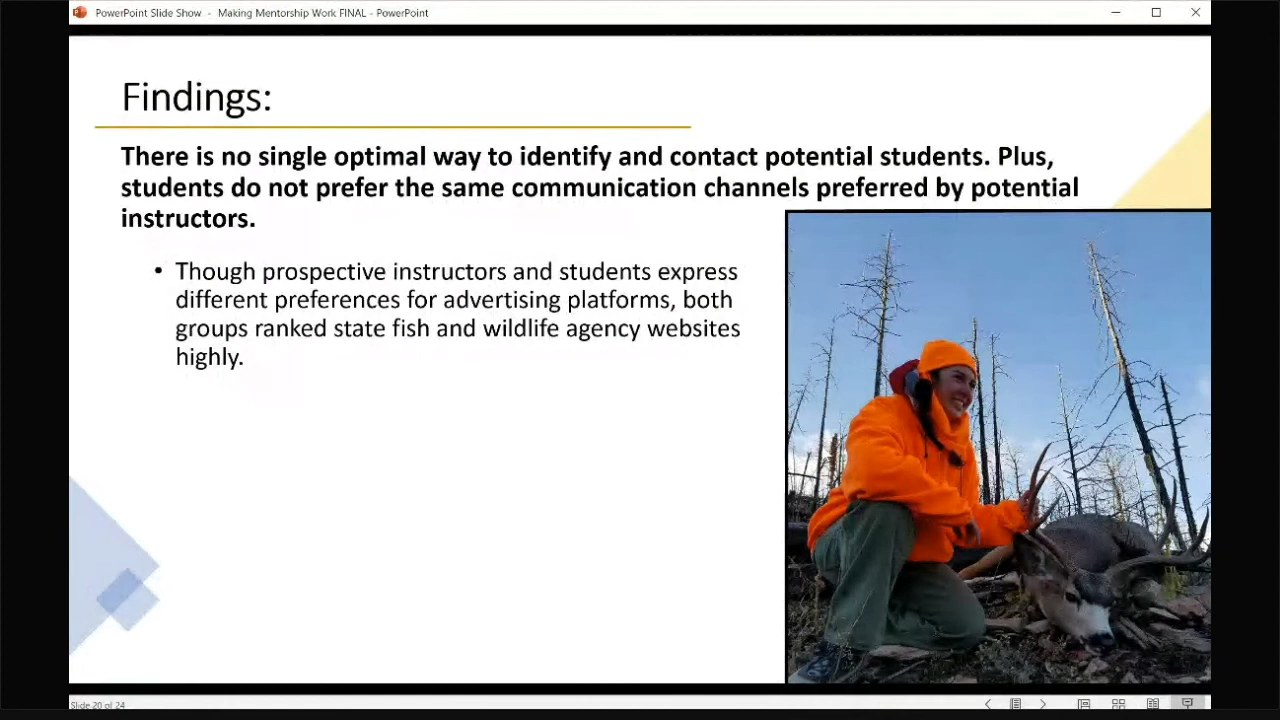 PowerPoint Slide Show - Making Mentorship Work FINAL - PowerPoint
Findings:
There is no single optimal way to identify and contact potential students. Plus,
students do not prefer the same communication channels preferred by potential
instructors.
• Though prospective instructors and students express
different preferences for advertising platforms, both
groups ranked state fish and wildlife agency websites
highly.
Slide 20 of 24